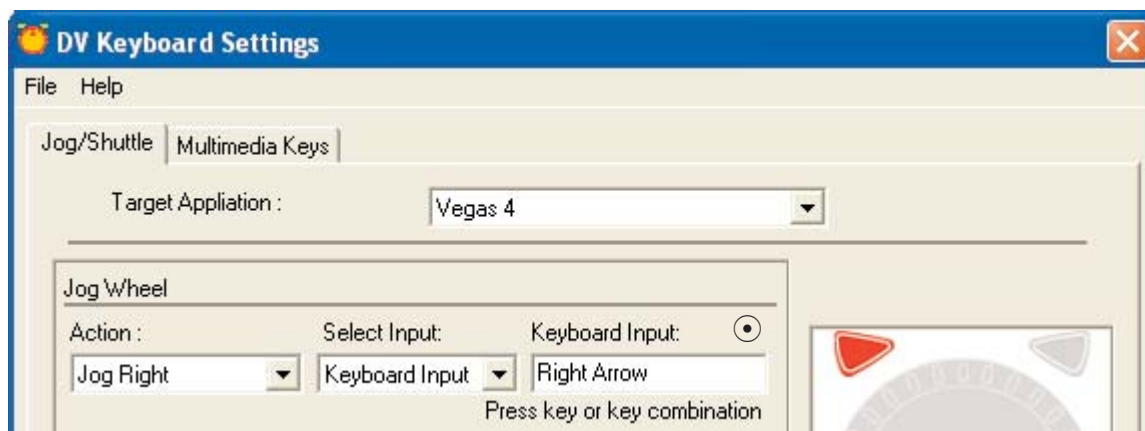 DV Keyboard Settings
File Help
Jog/Shuttle Multimedia Keys
Target Appliation : Vegas 4
Jog Wheel
Action : Select Input: Keyboard Input:
Jog Right Keyboard Input Right Arrow
Press key or key combination